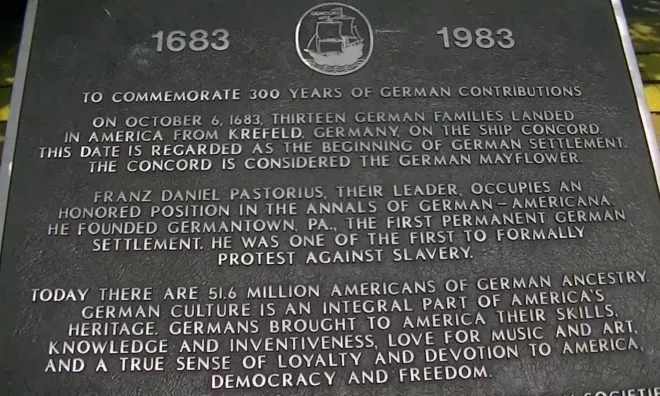 1683 CONCORD 1983
TO COMMEMORATE 300 YEARS OF GERMAN CONTRIBUTIONS
ON OCTOBER 6, 1683, THIRTEEN GERMAN FAMILIES LANDED
IN AMERICA FROM KREFELD, GERMANY, ON THE SHIP CONCORD.
THIS DATE IS REGARDED AS THE BEGINNING OF GERMAN SETTLEMENT.
THE CONCORD IS CONSIDERED THE GERMAN MAYFLOWER.
FRANZ DANIEL PASTORIUS, THEIR LEADER, OCCUPIES AN
HONORED POSITION IN THE ANNALS OF GERMAN-AMERICANA.
HE FOUNDED GERMANTOWN, PA., THE FIRST PERMANENT GERMAN
SETTLEMENT. HE WAS ONE OF THE FIRST TO FORMALLY
PROTEST AGAINST SLAVERY.
TODAY THERE ARE 51.6 MILLION AMERICANS OF GERMAN ANCESTRY.
GERMAN CULTURE IS AN INTEGRAL PART OF AMERICA'S
HERITAGE. GERMANS BROUGHT TO AMERICA THEIR SKILLS,
KNOWLEDGE AND INVENTIVENESS, LOVE FOR MUSIC AND ART,
AND A TRUE SENSE OF LOYALTY AND DEVOTION TO AMERICA,
DEMOCRACY AND FREEDOM.